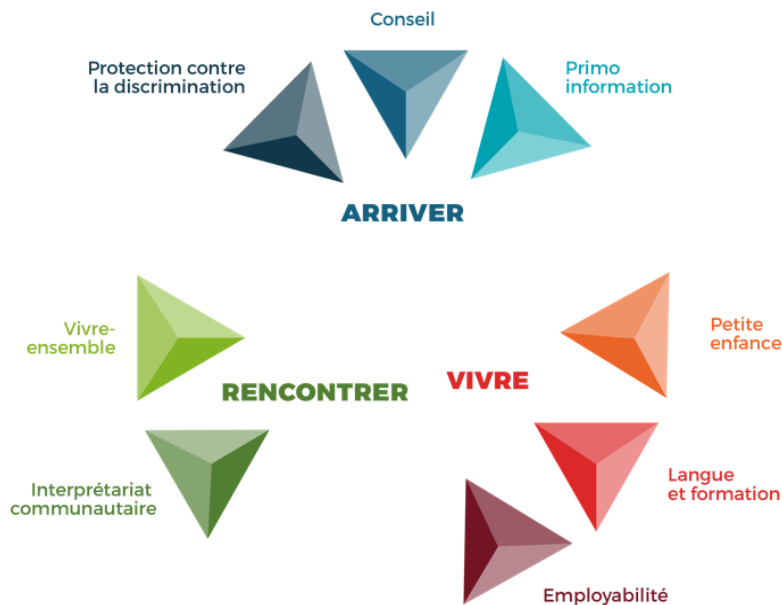 Conseil
Protection contre
la discrimination
Primo
information
ARRIVER
Vivre-
ensemble
Petite
enfance
RENCONTRER
VIVRE
Interprétariat
communautaire
Langue
et formation
Employabilité